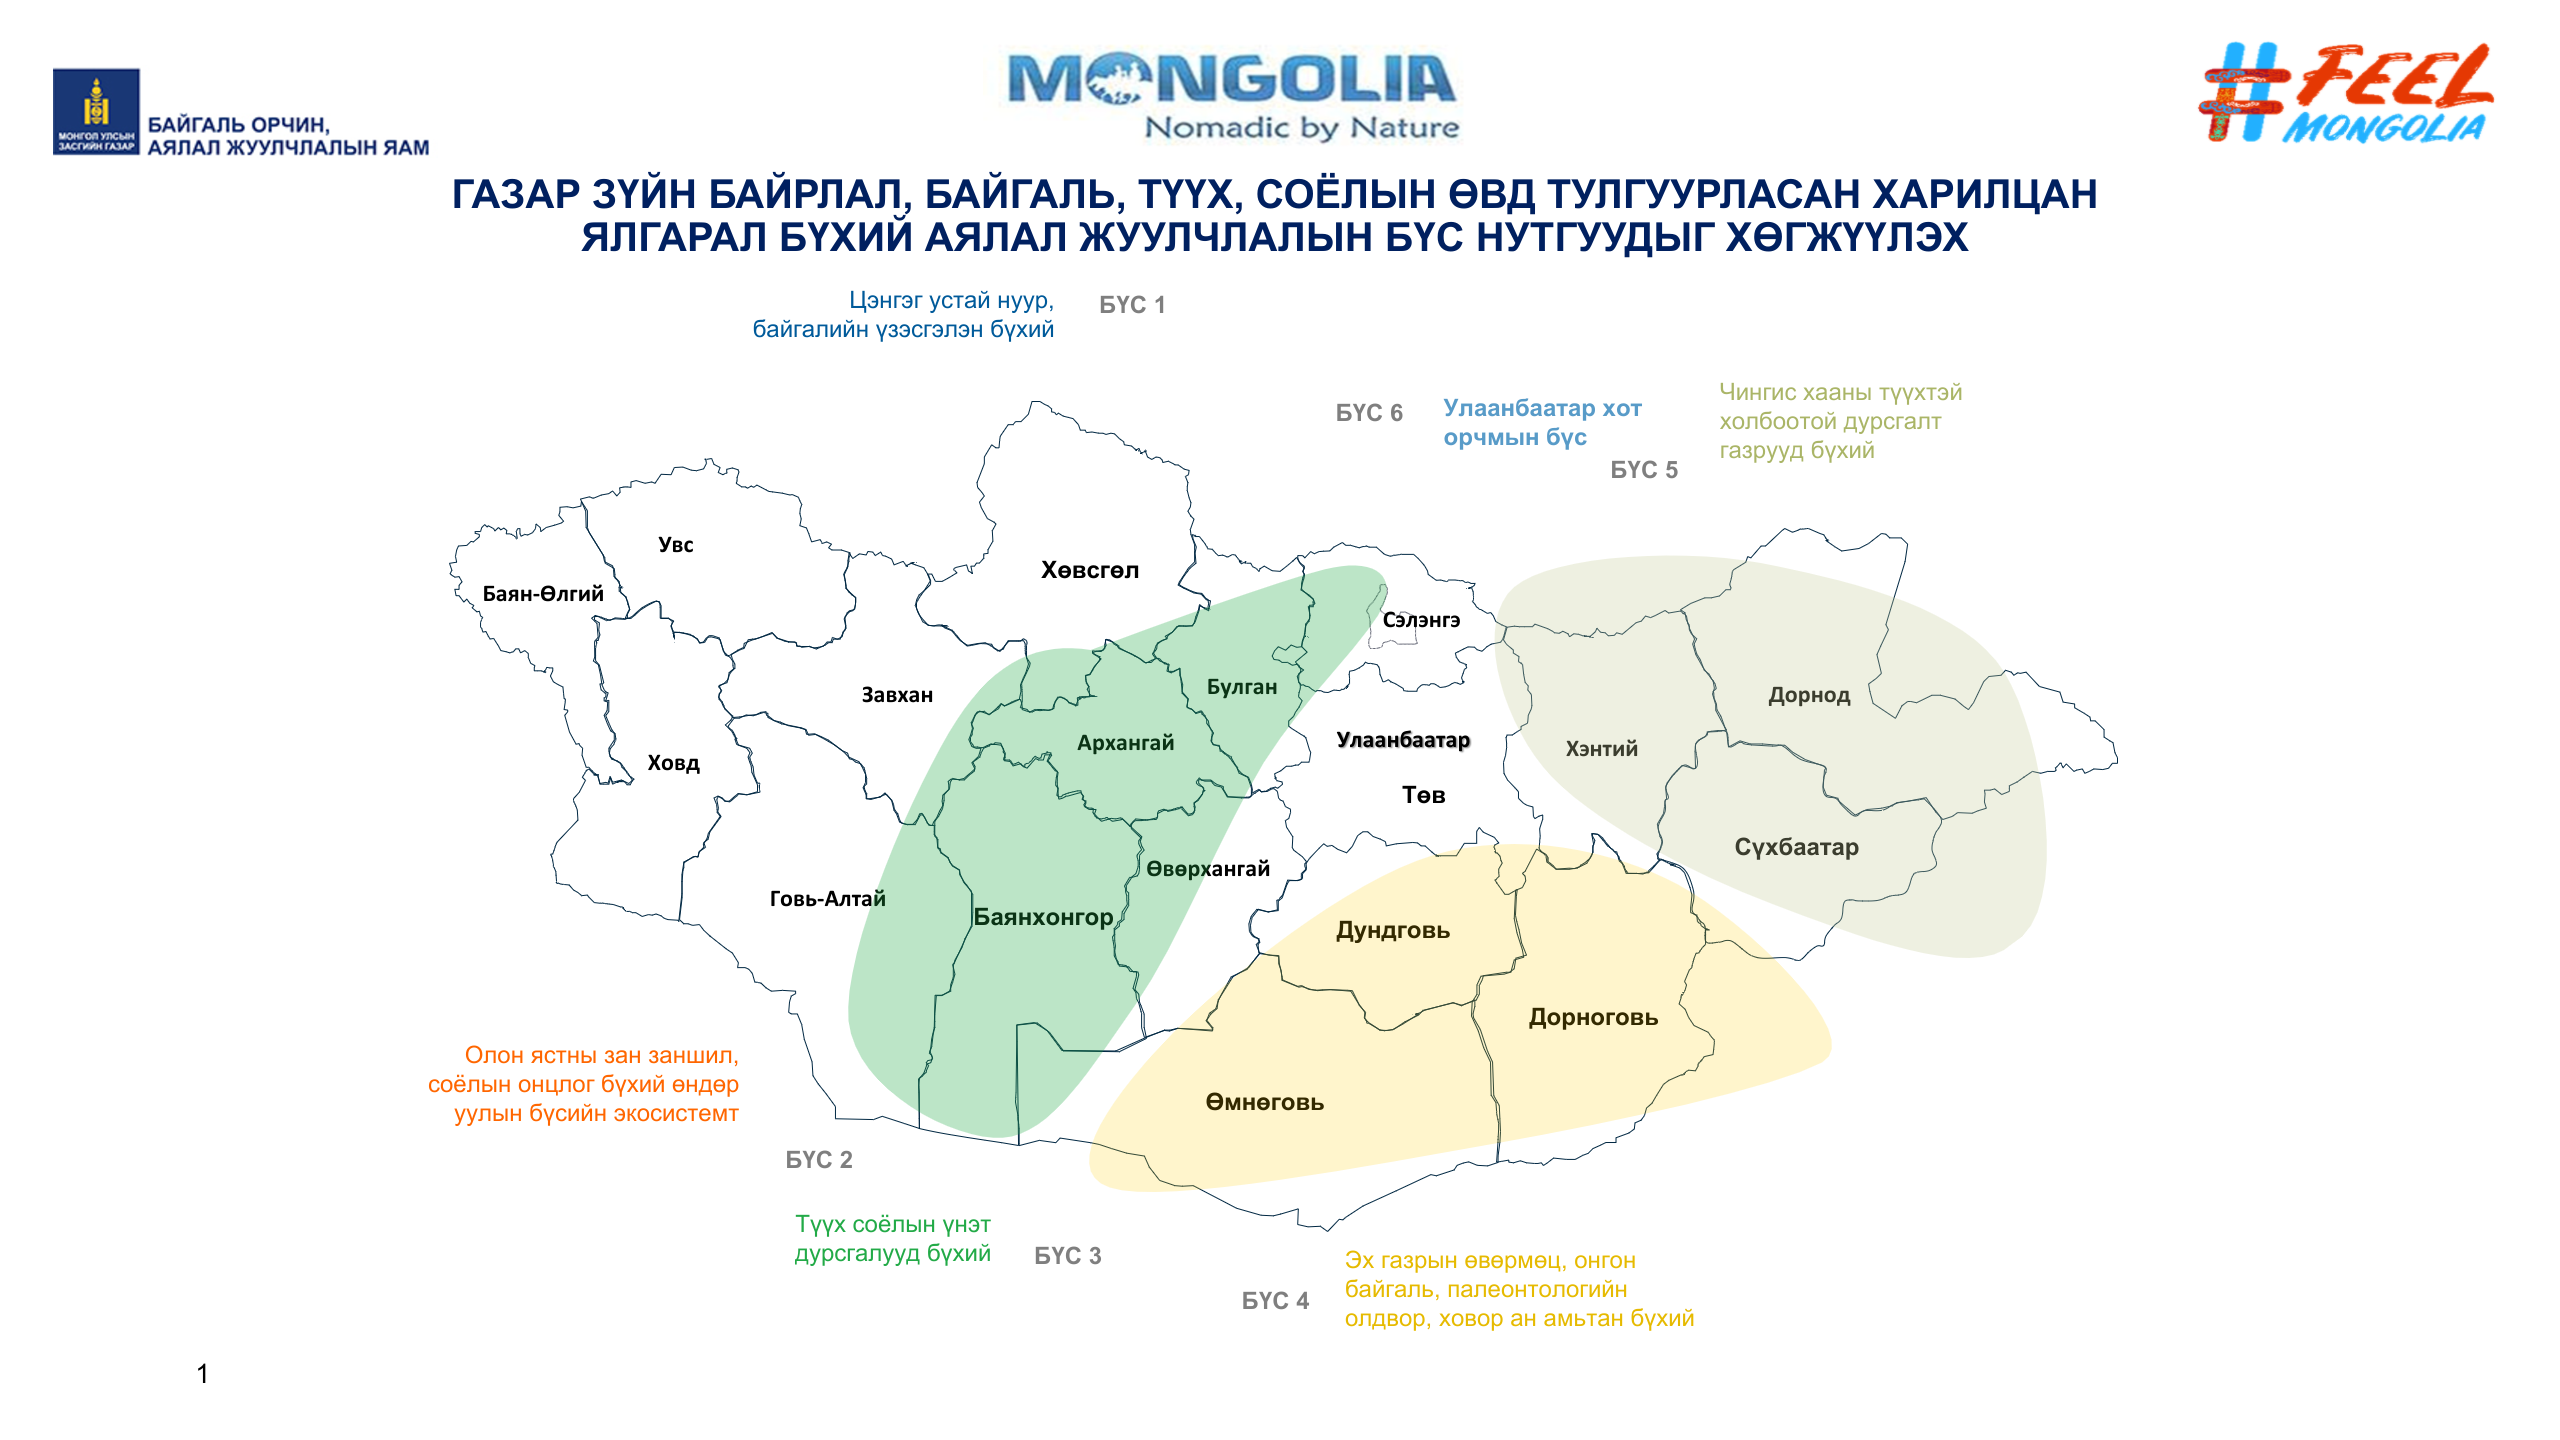 МОНГОЛ УЛСЫН
ЗАСГИЙН ГАЗАР
БАЙГАЛЬ ОРЧИН,
АЯЛАЛ ЖУУЛЧЛАЛЫН ЯАМ
MONGOLIA
Nomadic by Nature
#FEEL
MONGOLIA
ГАЗАР ЗҮЙН БАЙРЛАЛ, БАЙГАЛЬ, ТҮҮХ, СОЁЛЫН ӨВД ТУЛГУУРЛАСАН ХАРИЛЦАН
ЯЛГАРАЛ БҮХИЙ АЯЛАЛ ЖУУЛЧЛАЛЫН БҮС НУТГУУДЫГ ХӨГЖҮҮЛЭХ
Цэнгэг устай нуур,
байгалийн үзэсгэлэн бүхий
БҮС 1
БҮС 6
Улаанбаатар хот
орчмын бүс
БҮС 5
Чингис хааны түүхтэй
холбоотой дурсгалт
газрууд бүхий
Увс
Баян-Өлгий
Хөвсгөл
Сэлэнгэ
Завхан
Булган
Дорнод
Ховд
Архангай
Улаанбаатар
Хэнтий
Төв
Сүхбаатар
Говь-Алтай
Өвөрхангай
Баянхонгор
Дундговь
Дорноговь
Өмнөговь
Олон ястны зан заншил,
соёлын онцлог бүхий өндөр
уулын бүсийн экосистемт
БҮС 2
Түүх соёлын үнэт
дурсгалууд бүхий
БҮС 3
БҮС 4
Эх газрын өвөрмөц, онгон
байгаль, палеонтологийн
олдвор, ховор ан амьтан бүхий
1